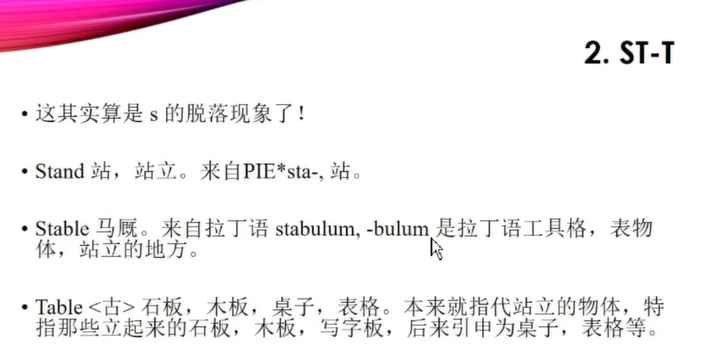 2. ST-T
• 这其实算是 s 的脱落现象了！
• Stand 站，站立。来自PIE*sta-, 站。
• Stable 马厩。来自拉丁语 stabulum, -bulum 是拉丁语工具格，表物
体，站立的地方。
• Table <古> 石板，木板，桌子，表格。本来就指代站立的物体，特
指那些立起来的石板，木板，写字板，后来引申为桌子，表格等。